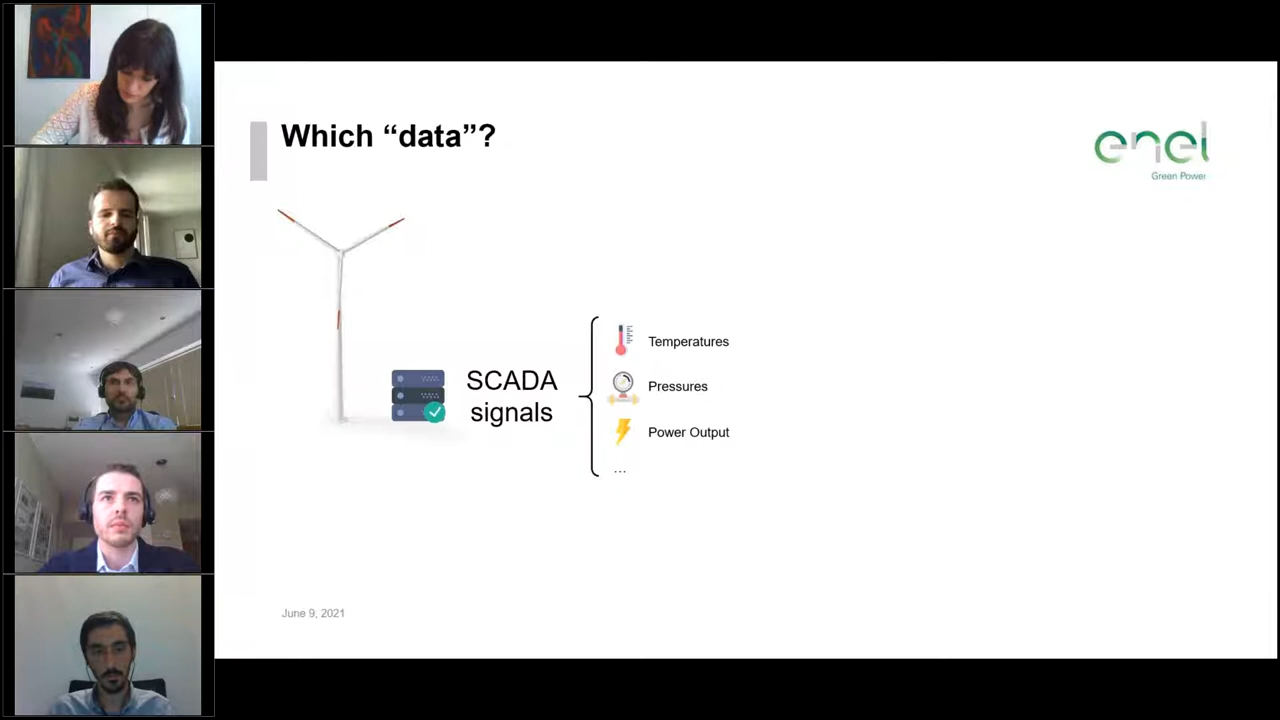 Which “data”?
enel
Green Power
SCADA
signals
Temperatures
Pressures
Power Output
...
June 9, 2021